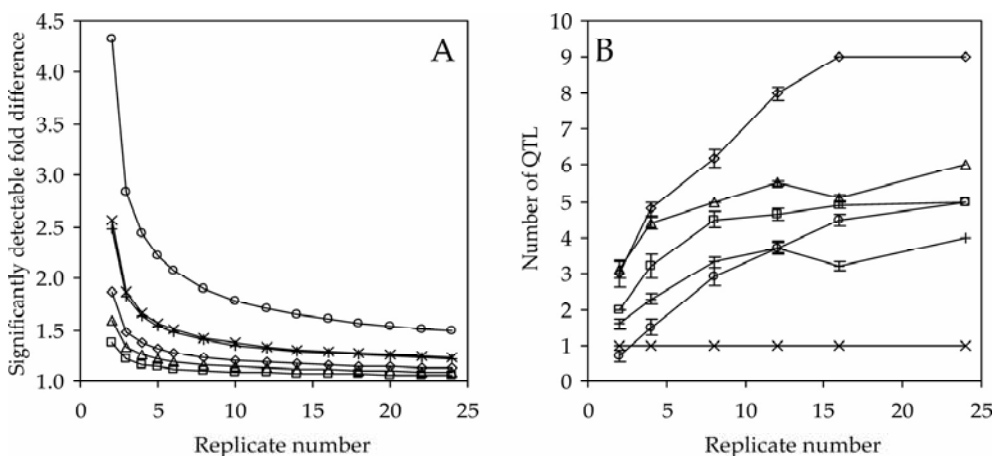 A
Significantly detectable fold difference
4.5
4.0
3.5
3.0
2.5
2.0
1.5
1.0
0 5 10 15 20 25
Replicate number
B
Number of QTL
10
9
8
7
6
5
4
3
2
1
0
0 5 10 15 20 25
Replicate number